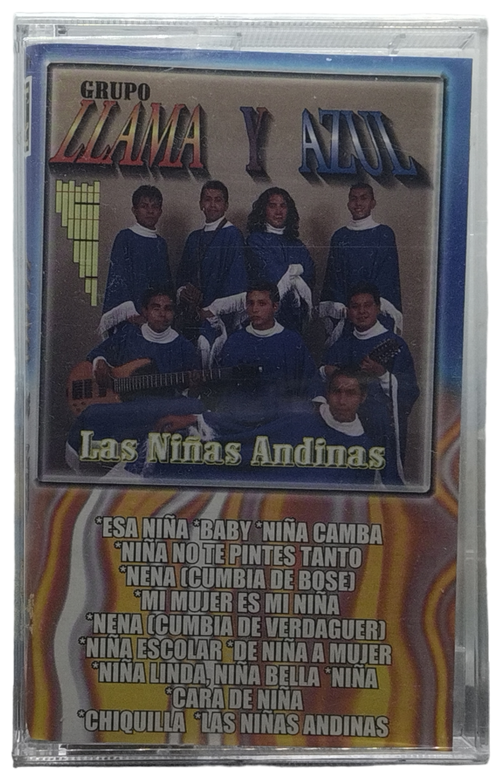 GRUPO
LLAMA Y AZUL
Las Niñas Andinas
*ESA NIÑA *BABY *NIÑA CAMBA
*NIÑA NO TE PINTES TANTO
*NENA (CUMBIA DE BOSE)
*MI MUJER ES MI NIÑA
*NENA (CUMBIA DE VERDAGUER)
*NIÑA ESCOLAR *DE NIÑA A MUJER
*NIÑA LINDA, NIÑA BELLA *NIÑA
*CARA DE NIÑA
*CHIQUILLA *LAS NIÑAS ANDINAS